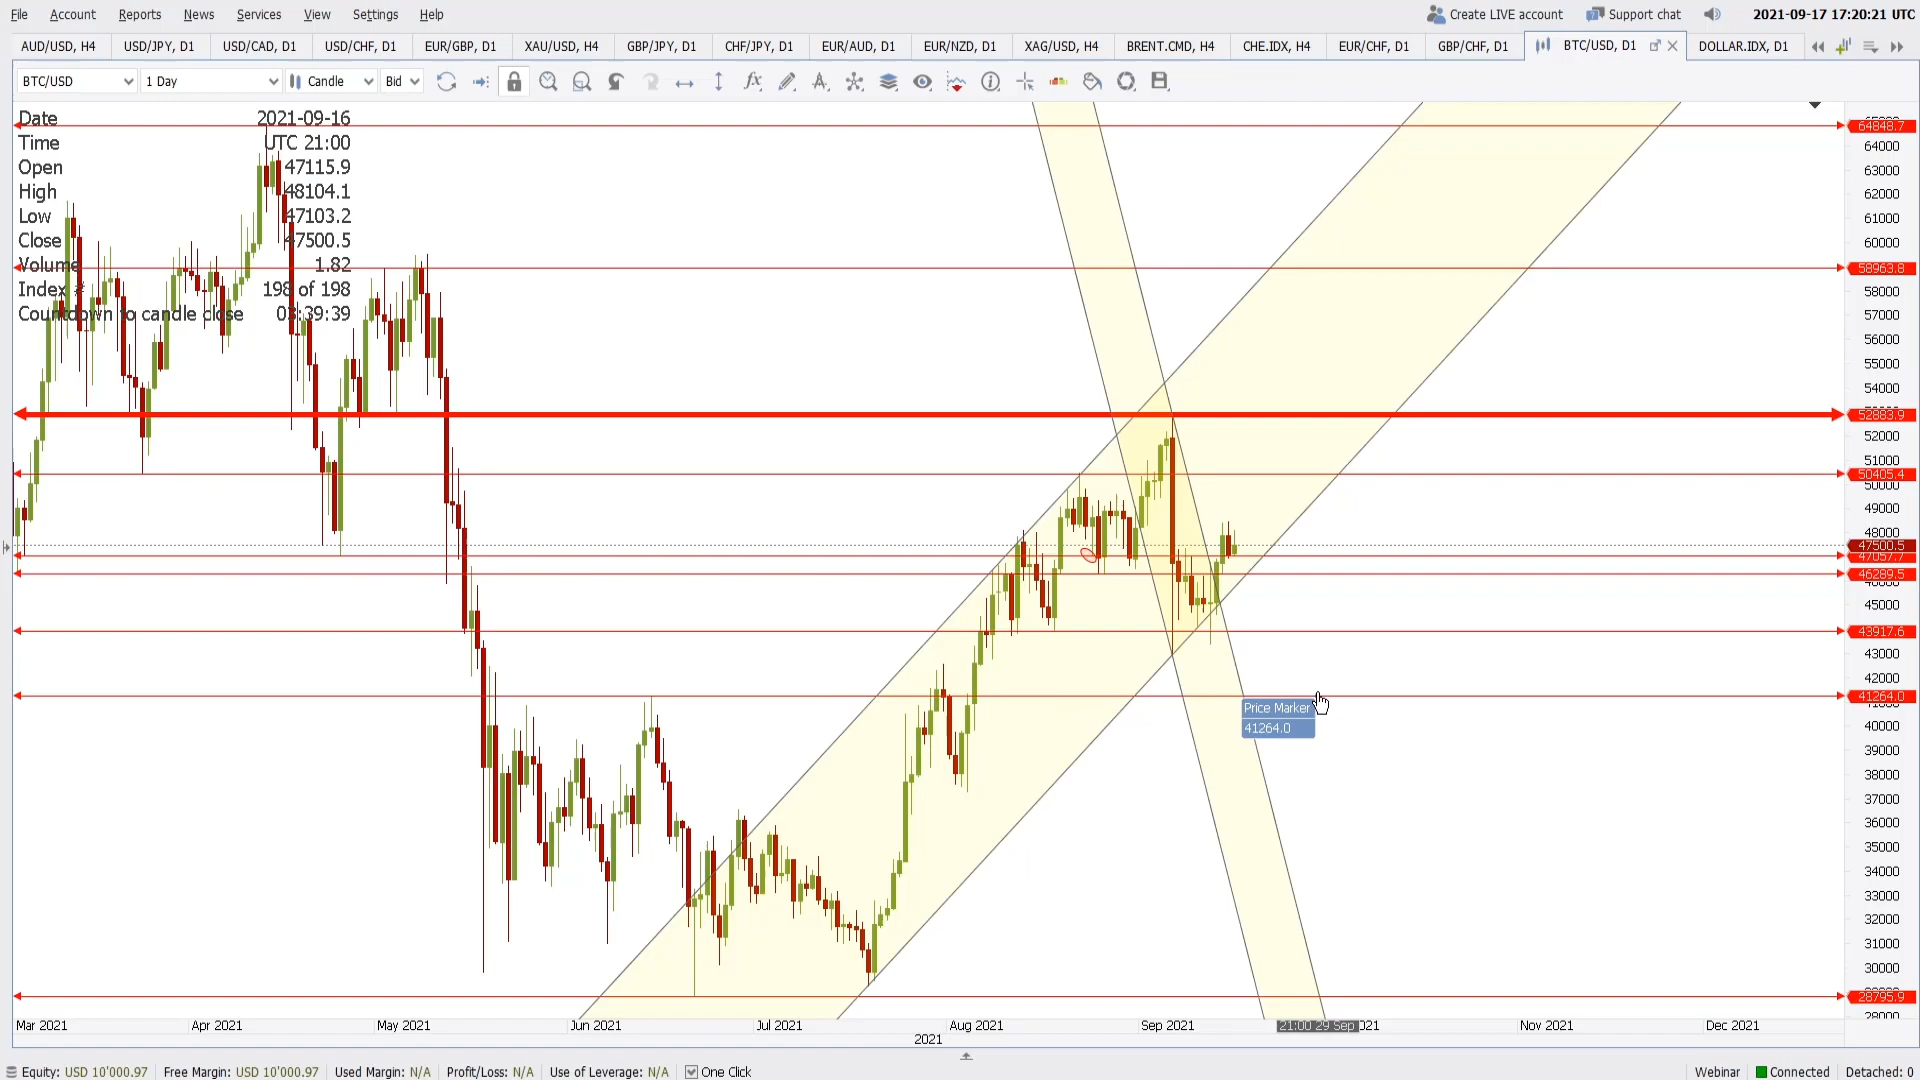 File Account Reports News Services View Settings Help Create LIVE account Support chat 2021-09-17 17:20:21 UTC
AUD/USD, H4 USD/JPY, D1 USD/CAD, D1 USD/CHF, D1 EUR/GBP, D1 XAU/USD, H4 GBP/JPY, D1 CHF/JPY, D1 EUR/AUD, D1 EUR/NZD, D1 XAG/USD, H4 BRENT.CMD, H4 CHE.IDX, H4 EUR/CHF, D1 GBP/CHF, D1 BTC/USD, D1 DOLLAR.IDX, D1
BTC/USD 1 Day Candle Bid
Date 2021-09-16
Time UTC 21:00
Open 47115.9
High 48104.1
Low 47103.2
Close 47500.5
Volume 1.82
Index # 198 of 198
Countdown to candle close 03:39:39
64848.7
64000
63000
62000
61000
60000
58963.8
58000
57000
56000
55000
54000
52883.9
52000
51000
50405.4
50000
49000
48000
47500.5
47057.7
46289.5
45000
43917.6
43000
42000
41264.0
Price Marker
41264.0
40000
39000
38000
37000
36000
35000
34000
33000
32000
31000
30000
28795.9
28000
Mar 2021 Apr 2021 May 2021 Jun 2021 Jul 2021 Aug 2021 Sep 2021 21:00 29 Sep 021 Nov 2021 Dec 2021
2021
Equity: USD 10'000.97 Free Margin: USD 10'000.97 Used Margin: N/A Profit/Loss: N/A Use of Leverage: N/A One Click Webinar Connected Detached: 0